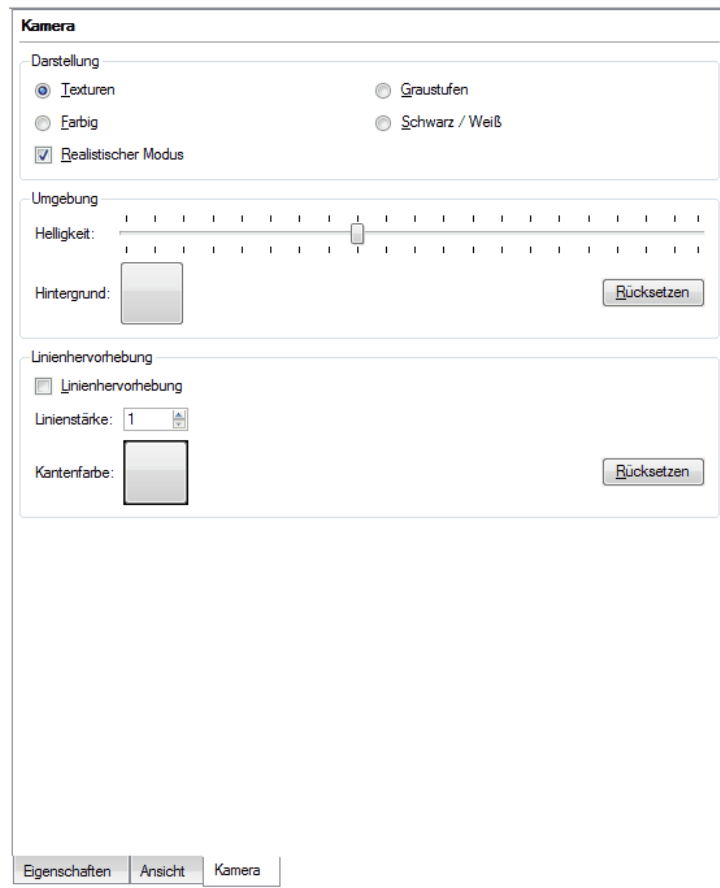 Kamera
Darstellung
Texturen
Graustufen
Farbig
Schwarz / Weiß
Realistischer Modus
Umgebung
Helligkeit:
Hintergrund:
Rücksetzen
Linienhervorhebung
Linienhervorhebung
Linienstärke: 1
Kantenfarbe:
Rücksetzen
Eigenschaften Ansicht Kamera